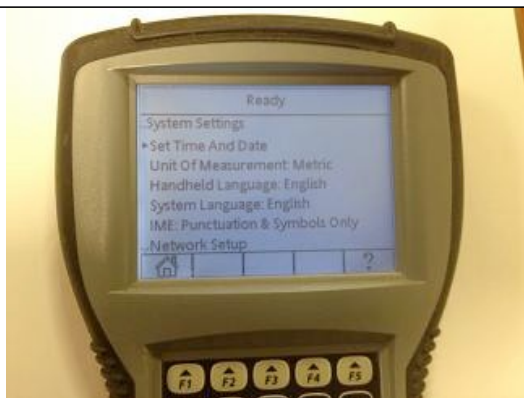 Ready
..System Settings
▸Set Time And Date
Unit Of Measurement: Metric
Handheld Language: English
System Language: English
IME: Punctuation & Symbols Only
..Network Setup
?
F1 F2 F3 F4 F5